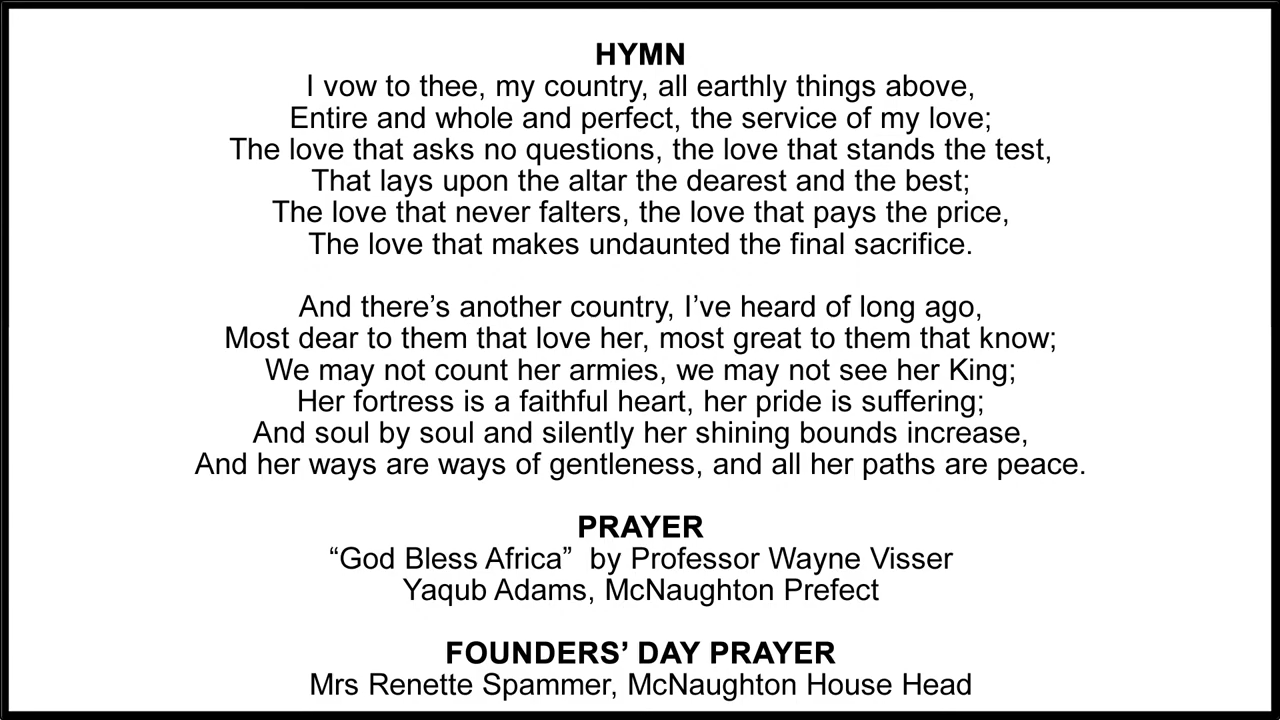 HYMN
I vow to thee, my country, all earthly things above,
Entire and whole and perfect, the service of my love;
The love that asks no questions, the love that stands the test,
That lays upon the altar the dearest and the best;
The love that never falters, the love that pays the price,
The love that makes undaunted the final sacrifice.
And there’s another country, I’ve heard of long ago,
Most dear to them that love her, most great to them that know;
We may not count her armies, we may not see her King;
Her fortress is a faithful heart, her pride is suffering;
And soul by soul and silently her shining bounds increase,
And her ways are ways of gentleness, and all her paths are peace.
PRAYER
“God Bless Africa”  by Professor Wayne Visser
Yaqub Adams, McNaughton Prefect
FOUNDERS’ DAY PRAYER
Mrs Renette Spammer, McNaughton House Head